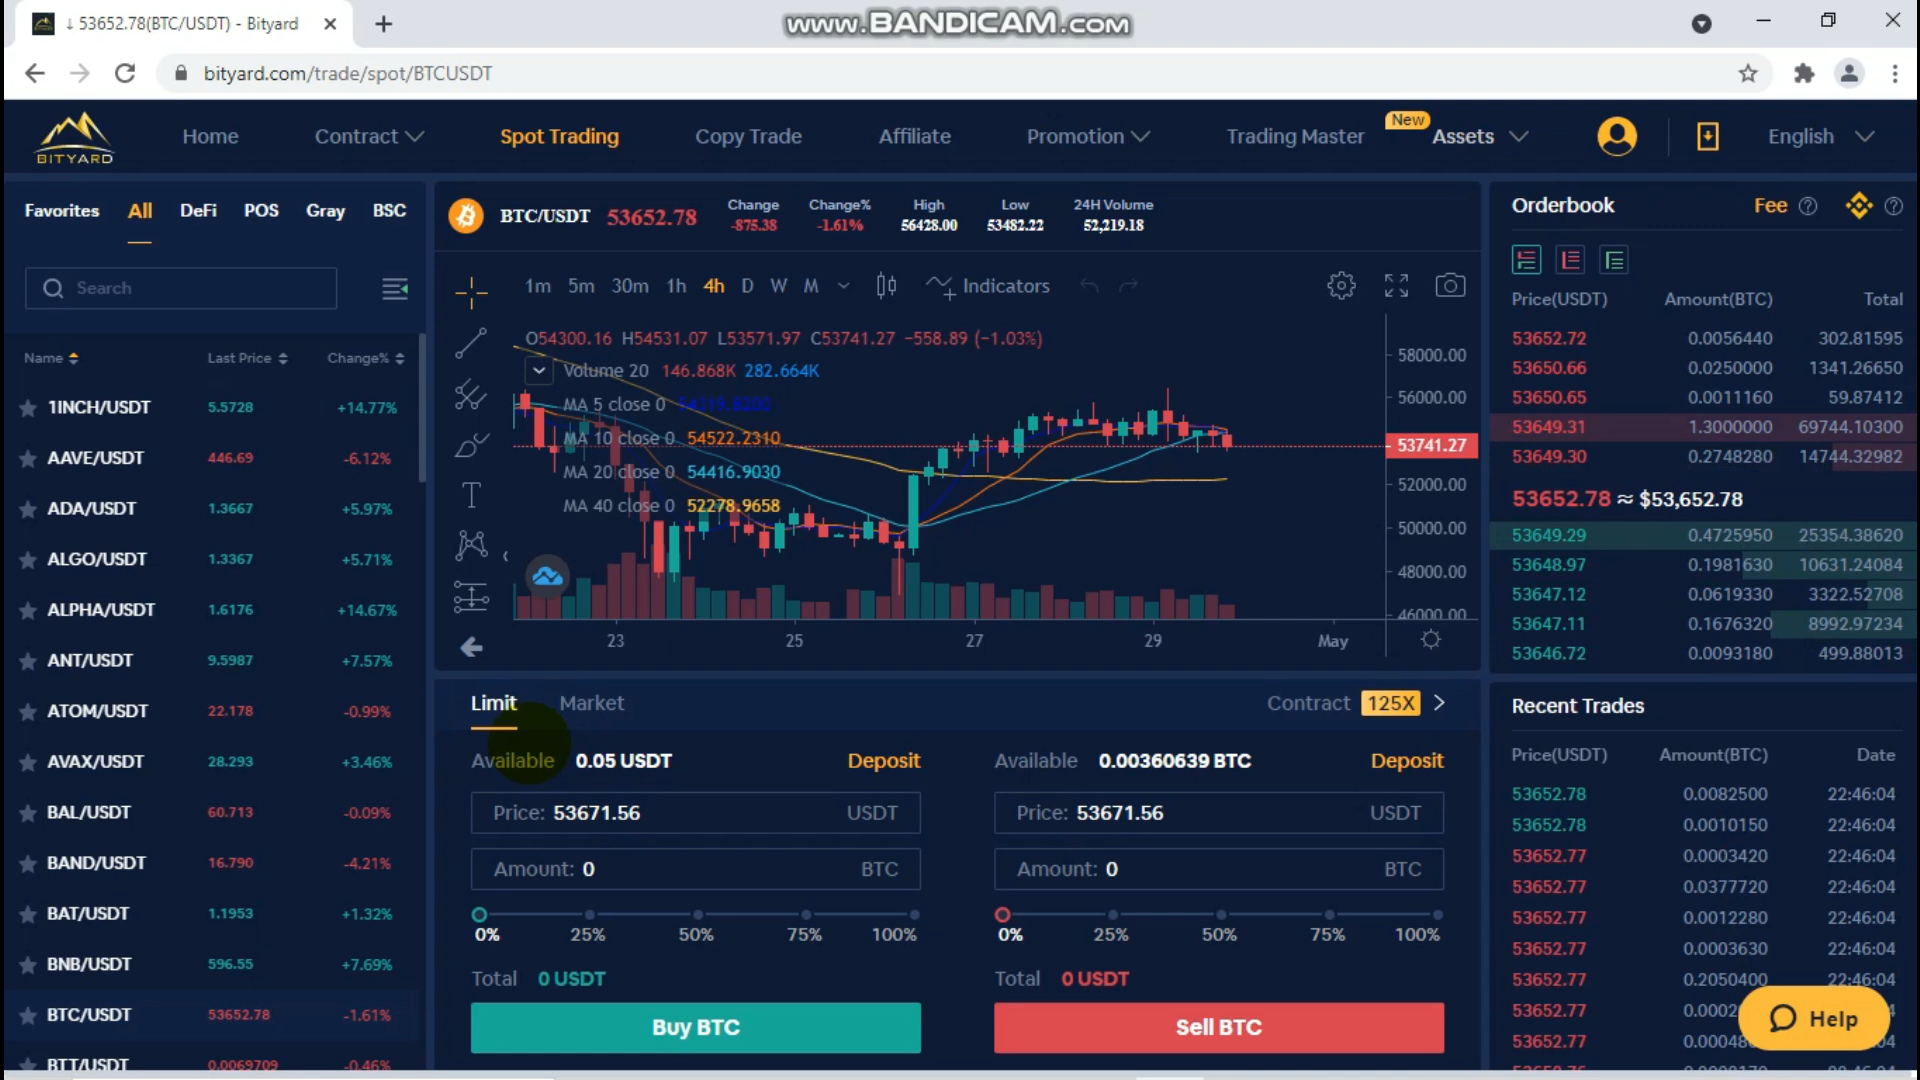 ↓ 53652.78(BTC/USDT) - Bityard
www.BANDICAM.com
bityard.com/trade/spot/BTCUSDT
BITYARD
Home
Contract
Spot Trading
Copy Trade
Affiliate
Promotion
Trading Master
New
Assets
English
Favorites All DeFi POS Gray BSC
Search
Name Last Price Change%
1INCH/USDT 5.5728 +14.77%
AAVE/USDT 446.69 -6.12%
ADA/USDT 1.3667 +5.97%
ALGO/USDT 1.3367 +5.71%
ALPHA/USDT 1.6176 +14.67%
ANT/USDT 9.5987 +7.57%
ATOM/USDT 22.178 -0.99%
AVAX/USDT 28.293 +3.46%
BAL/USDT 60.713 -0.09%
BAND/USDT 16.790 -4.21%
BAT/USDT 1.1953 +1.32%
BNB/USDT 596.55 +7.69%
BTC/USDT 53652.78 -1.61%
BTT/USDT 0.0069709 -0.46%
BTC/USDT 53652.78
Change Change% High Low 24H Volume
-875.38 -1.61% 56428.00 53482.22 52,219.18
1m 5m 30m 1h 4h D W M Indicators
O54300.16 H54531.07 L53571.97 C53741.27 −558.89 (−1.03%)
Volume 20 146.868K 282.664K
MA 5 close 0
MA 10 close 0 54522.2310
MA 20 close 0 54416.9030
MA 40 close 0 52278.9658
58000.00
56000.00
53741.27
52000.00
50000.00
48000.00
46000.00
23 25 27 29 May
Limit Market
Contract 125X
Available 0.05 USDT Deposit
Price: 53671.56 USDT
Amount: 0 BTC
0% 25% 50% 75% 100%
Total 0 USDT
Buy BTC
Available 0.00360639 BTC Deposit
Price: 53671.56 USDT
Amount: 0 BTC
0% 25% 50% 75% 100%
Total 0 USDT
Sell BTC
Orderbook Fee
Price(USDT) Amount(BTC) Total
53652.72 0.0056440 302.81595
53650.66 0.0250000 1341.26650
53650.65 0.0011160 59.87412
53649.31 1.3000000 69744.10300
53649.30 0.2748280 14744.32982
53652.78 ≈ $53,652.78
53649.29 0.4725950 25354.38620
53648.97 0.1981630 10631.24084
53647.12 0.0619330 3322.52708
53647.11 0.1676320 8992.97234
53646.72 0.0093180 499.88013
Recent Trades
Price(USDT) Amount(BTC) Date
53652.78 0.0082500 22:46:04
53652.78 0.0010150 22:46:04
53652.77 0.0003420 22:46:04
53652.77 0.0377720 22:46:04
53652.77 0.0012280 22:46:04
53652.77 0.0003630 22:46:04
53652.77 0.2050400 22:46:04
53652.77
53652.77
Help